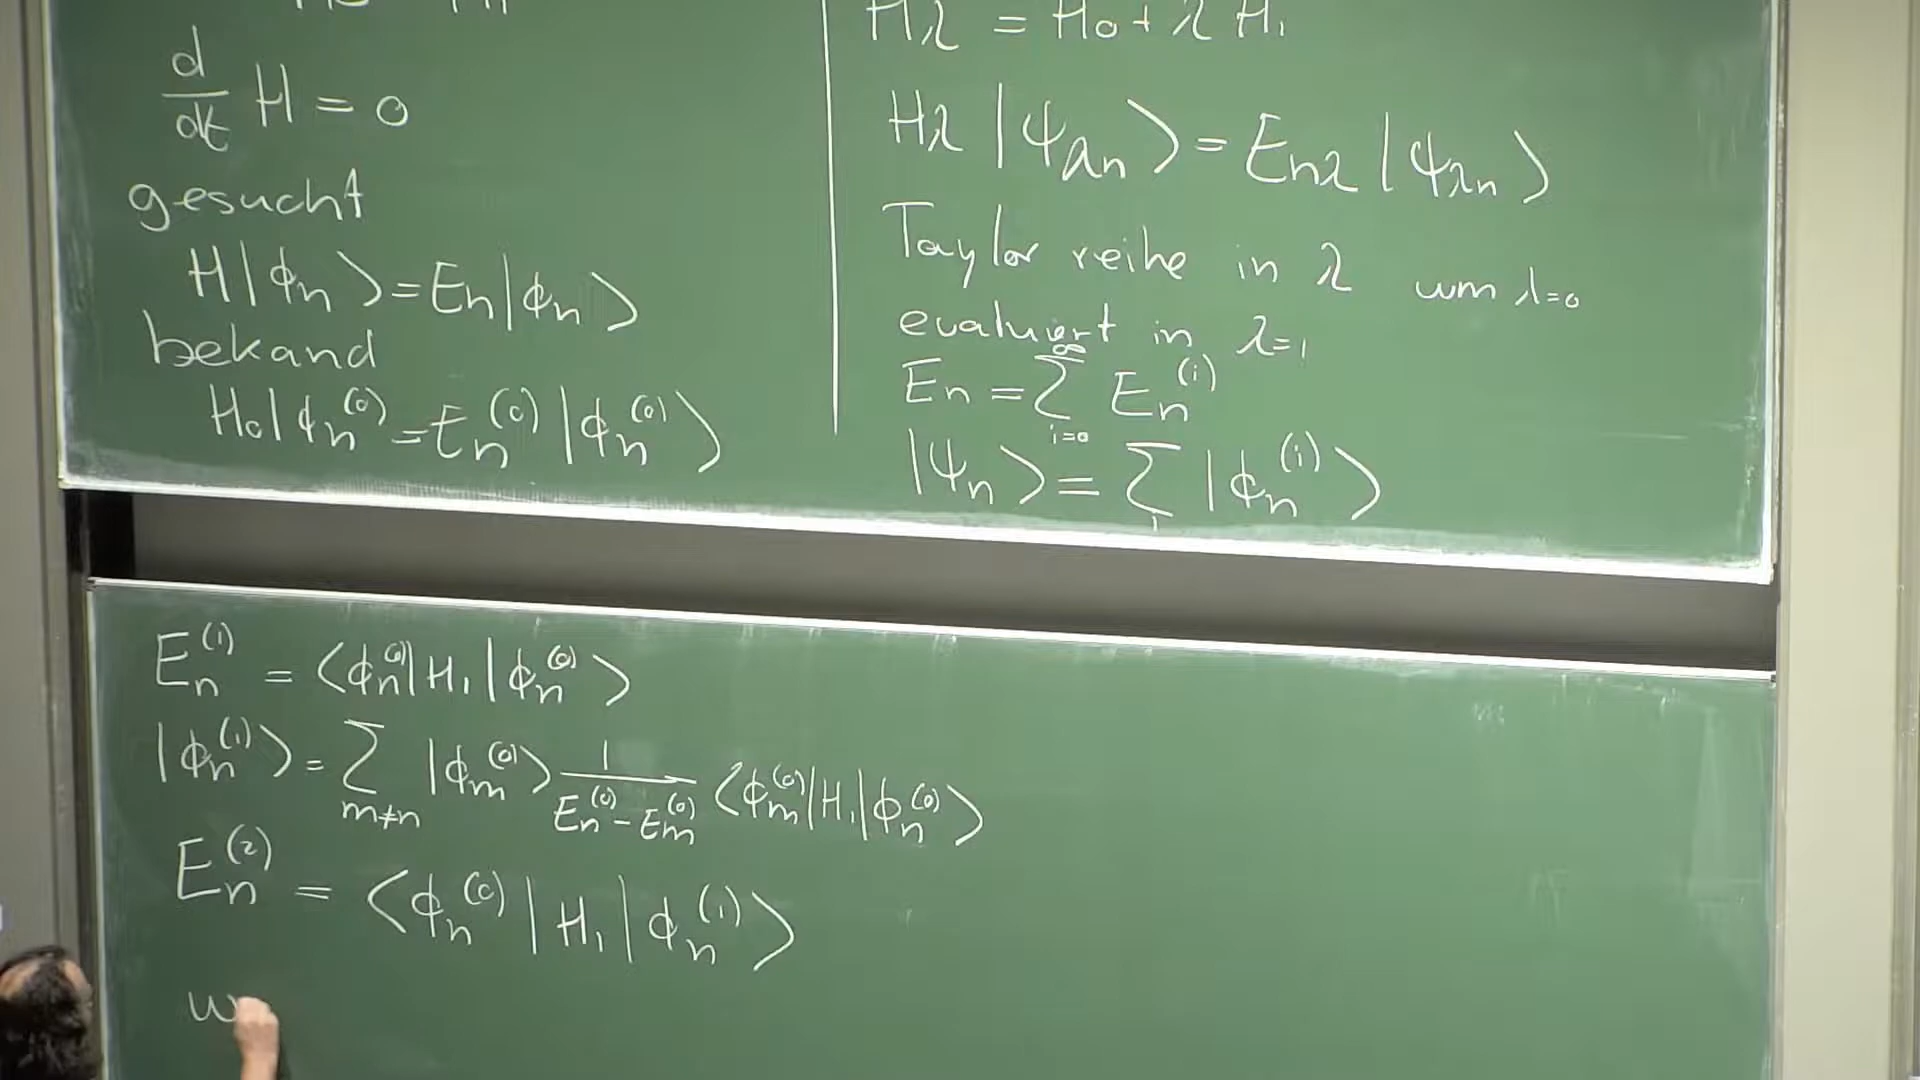 d/dt H = 0
gesucht
H|ϕn⟩=En|ϕn⟩
bekand
H₀|ϕn^(0)=En^(0)|ϕn^(0)⟩
Hλ = H₀+λH₁
Hλ|ψλn⟩=Enλ|ψλn⟩
Taylor reihe in λ um λ=0
evaluiert in λ=1
En = ∑_{i=0}^∞ En^(i)
|ψn⟩= ∑_i |ϕn^(i)⟩
En^(1) = ⟨ϕn^(0)|H₁|ϕn^(0)⟩
|ϕn^(1)⟩= ∑_{m≠n} |ϕm^(0)⟩ 1/(En^(0)-Em^(0)) ⟨ϕm^(0)|H₁|ϕn^(0)⟩
En^(2) = ⟨ϕn^(0)|H₁|ϕn^(1)⟩
w